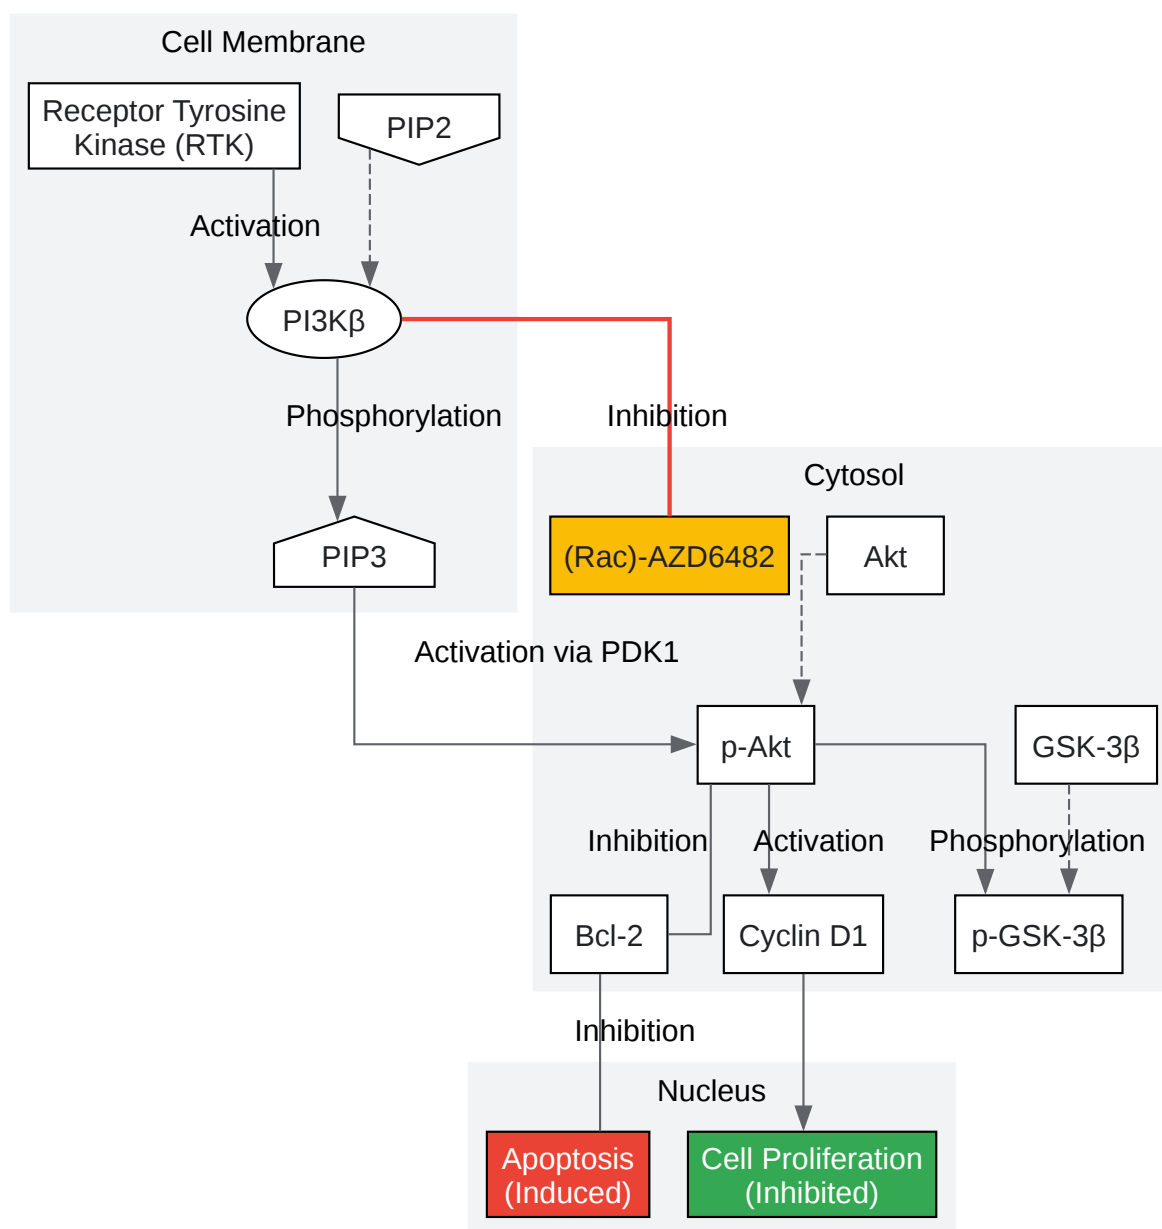 Cell Membrane
Receptor Tyrosine
Kinase (RTK)
PIP2
Activation
PI3Kβ
Phosphorylation
Inhibition
Cytosol
PIP3
(Rac)-AZD6482
Akt
Activation via PDK1
p-Akt
GSK-3β
Inhibition
Activation
Phosphorylation
Bcl-2
Cyclin D1
p-GSK-3β
Inhibition
Nucleus
Apoptosis
(Induced)
Cell Proliferation
(Inhibited)